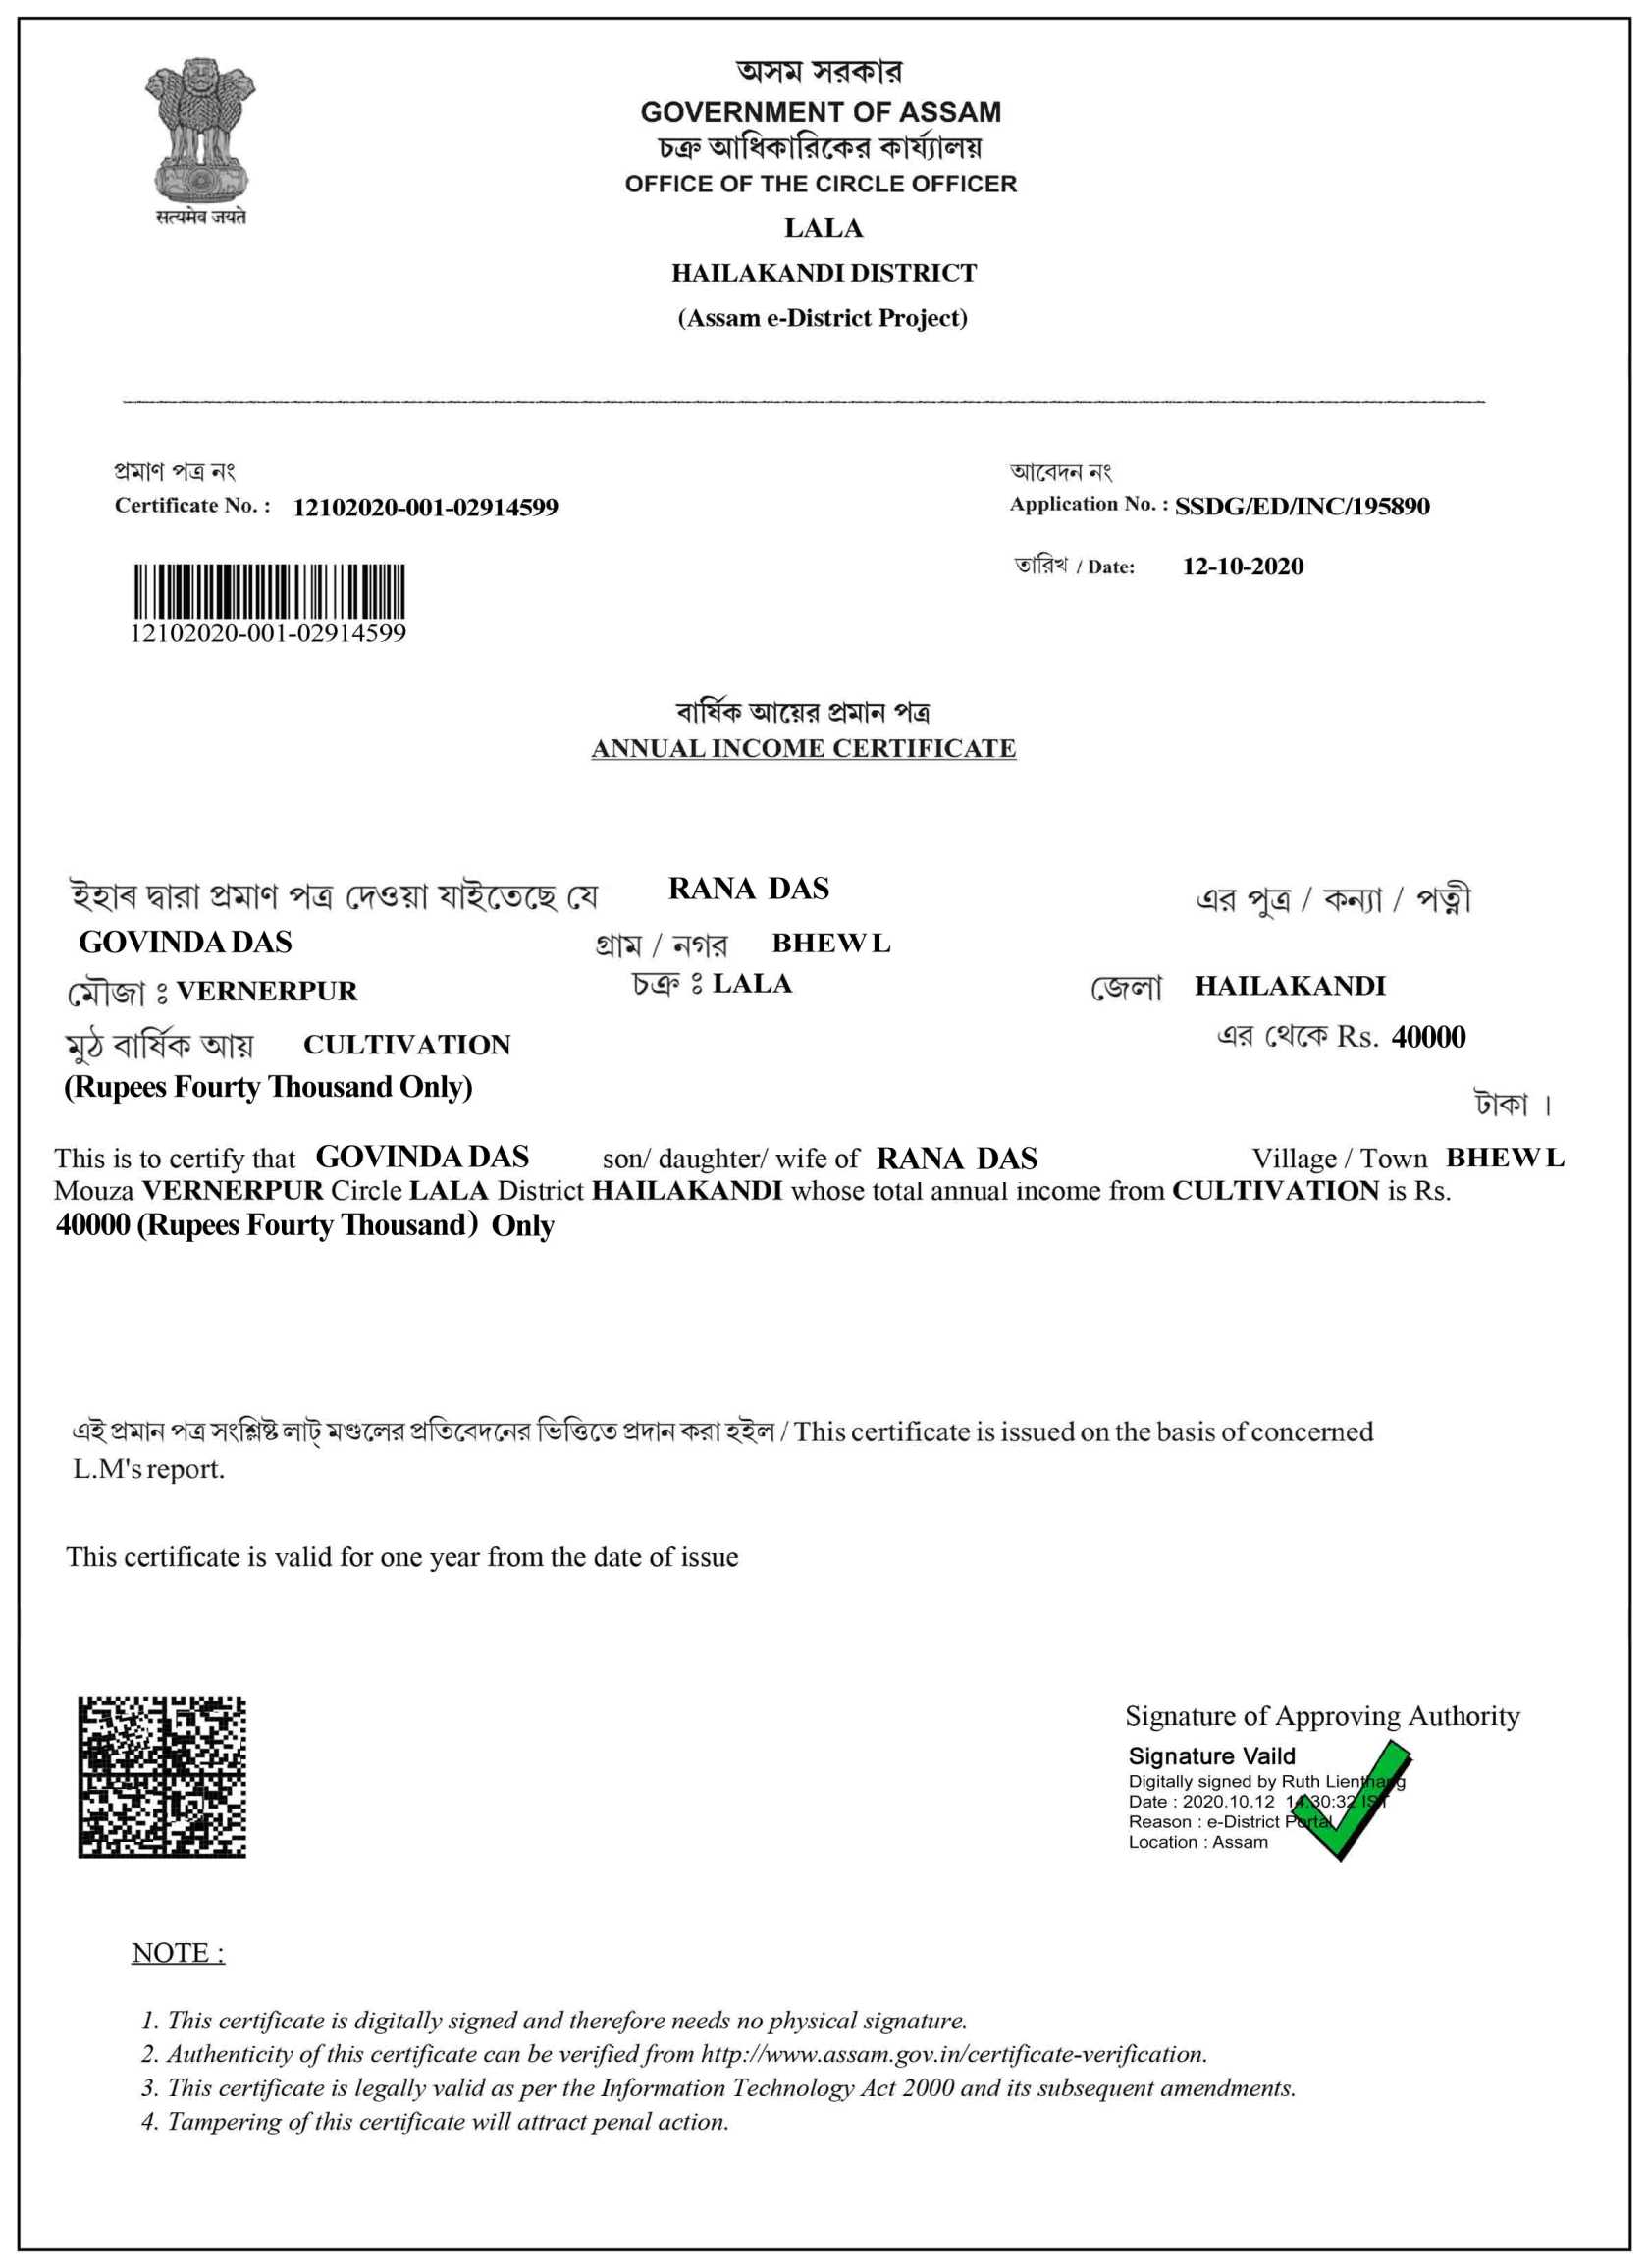 सत्यमेव जयते
অসম সরকার
GOVERNMENT OF ASSAM
চক্র আধিকারিকের কার্য্যালয়
OFFICE OF THE CIRCLE OFFICER
LALA
HAILAKANDI DISTRICT
(Assam e-District Project)
প্রমাণ পত্র নং
Certificate No. : 12102020-001-02914599
আবেদন নং
Application No. : SSDG/ED/INC/195890
তারিখ / Date: 12-10-2020
12102020-001-02914599
বার্ষিক আয়ের প্রমান পত্র
ANNUAL INCOME CERTIFICATE
ইহাৰ দ্বারা প্রমাণ পত্র দেওয়া যাইতেছে যে RANA DAS এর পুত্র / কন্যা / পত্নী
GOVINDA DAS গ্রাম / নগর BHEWL
মৌজা ঃ VERNERPUR চক্র ঃ LALA জেলা HAILAKANDI
মুঠ বার্ষিক আয় CULTIVATION এর থেকে Rs. 40000
(Rupees Fourty Thousand Only)
টাকা ।
This is to certify that GOVINDA DAS son/ daughter/ wife of RANA DAS Village / Town BHEWL
Mouza VERNERPUR Circle LALA District HAILAKANDI whose total annual income from CULTIVATION is Rs.
40000 (Rupees Fourty Thousand) Only
এই প্রমান পত্র সংশ্লিষ্ট লাট্ মণ্ডলের প্রতিবেদনের ভিত্তিতে প্রদান করা হইল / This certificate is issued on the basis of concerned
L.M's report.
This certificate is valid for one year from the date of issue
Signature of Approving Authority
Signature Vaild
Digitally signed by Ruth Lienthang
Date : 2020.10.12 14:30:32 IST
Reason : e-District Portal
Location : Assam
NOTE :
1. This certificate is digitally signed and therefore needs no physical signature.
2. Authenticity of this certificate can be verified from http://www.assam.gov.in/certificate-verification.
3. This certificate is legally valid as per the Information Technology Act 2000 and its subsequent amendments.
4. Tampering of this certificate will attract penal action.